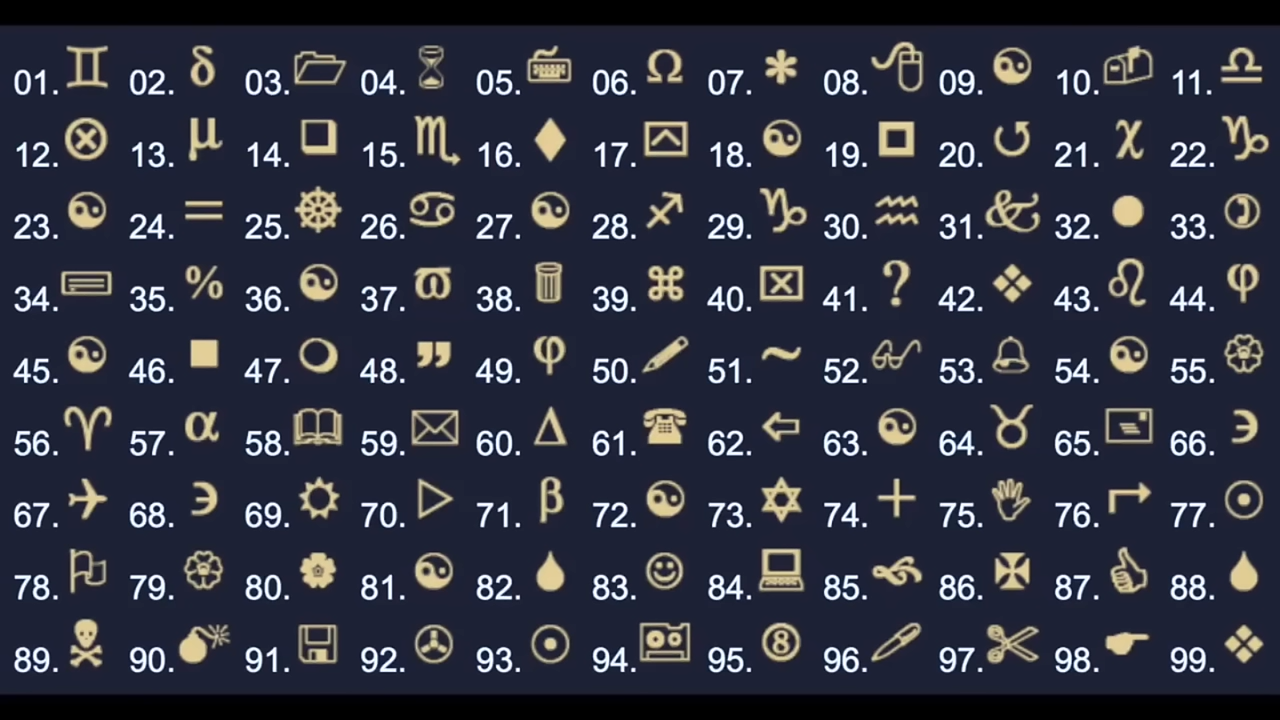 01. ♊ 02. δ 03. 🗀 04. ⌛ 05. 🖮 06. Ω 07. * 08. 🖰 09. ☯ 10. 📬 11. ♎
12. ⊗ 13. μ 14. ❑ 15. ♏ 16. ♦ 17. ⍓ 18. ☯ 19. ◘ 20. ↺ 21. χ 22. ♑
23. ☯ 24. = 25. ☸ 26. ♋ 27. ☯ 28. ♐ 29. ♑ 30. ♒ 31. & 32. ● 33. ✆
34. 🖴 35. % 36. ☯ 37. ϖ 38. 🗑 39. ⌘ 40. ⌧ 41. ? 42. ❖ 43. ♌ 44. φ
45. ☯ 46. ■ 47. ❍ 48. ” 49. φ 50. ✏ 51. ~ 52. 👓 53. 🕭 54. ☯ 55. ❀
56. ♈ 57. α 58. 🕮 59. ✉ 60. Δ 61. ☎ 62. ⇦ 63. ☯ 64. ♉ 65. 🖃 66. ϶
67. ✈ 68. ϶ 69. ☼ 70. ▷ 71. β 72. ☯ 73. ✡ 74. + 75. 🖑 76. ↱ 77. ☉
78. ⚐ 79. ❀ 80. ✿ 81. ☯ 82. 💧 83. ☺ 84. 💻 85. 🙰 86. ✠ 87. 👍 88. 💧
89. ☠ 90. 💣 91. 💾 92. ✇ 93. ☉ 94. 🖭 95. ⑧ 96. 🖊 97. ✂ 98. ☛ 99. ❖